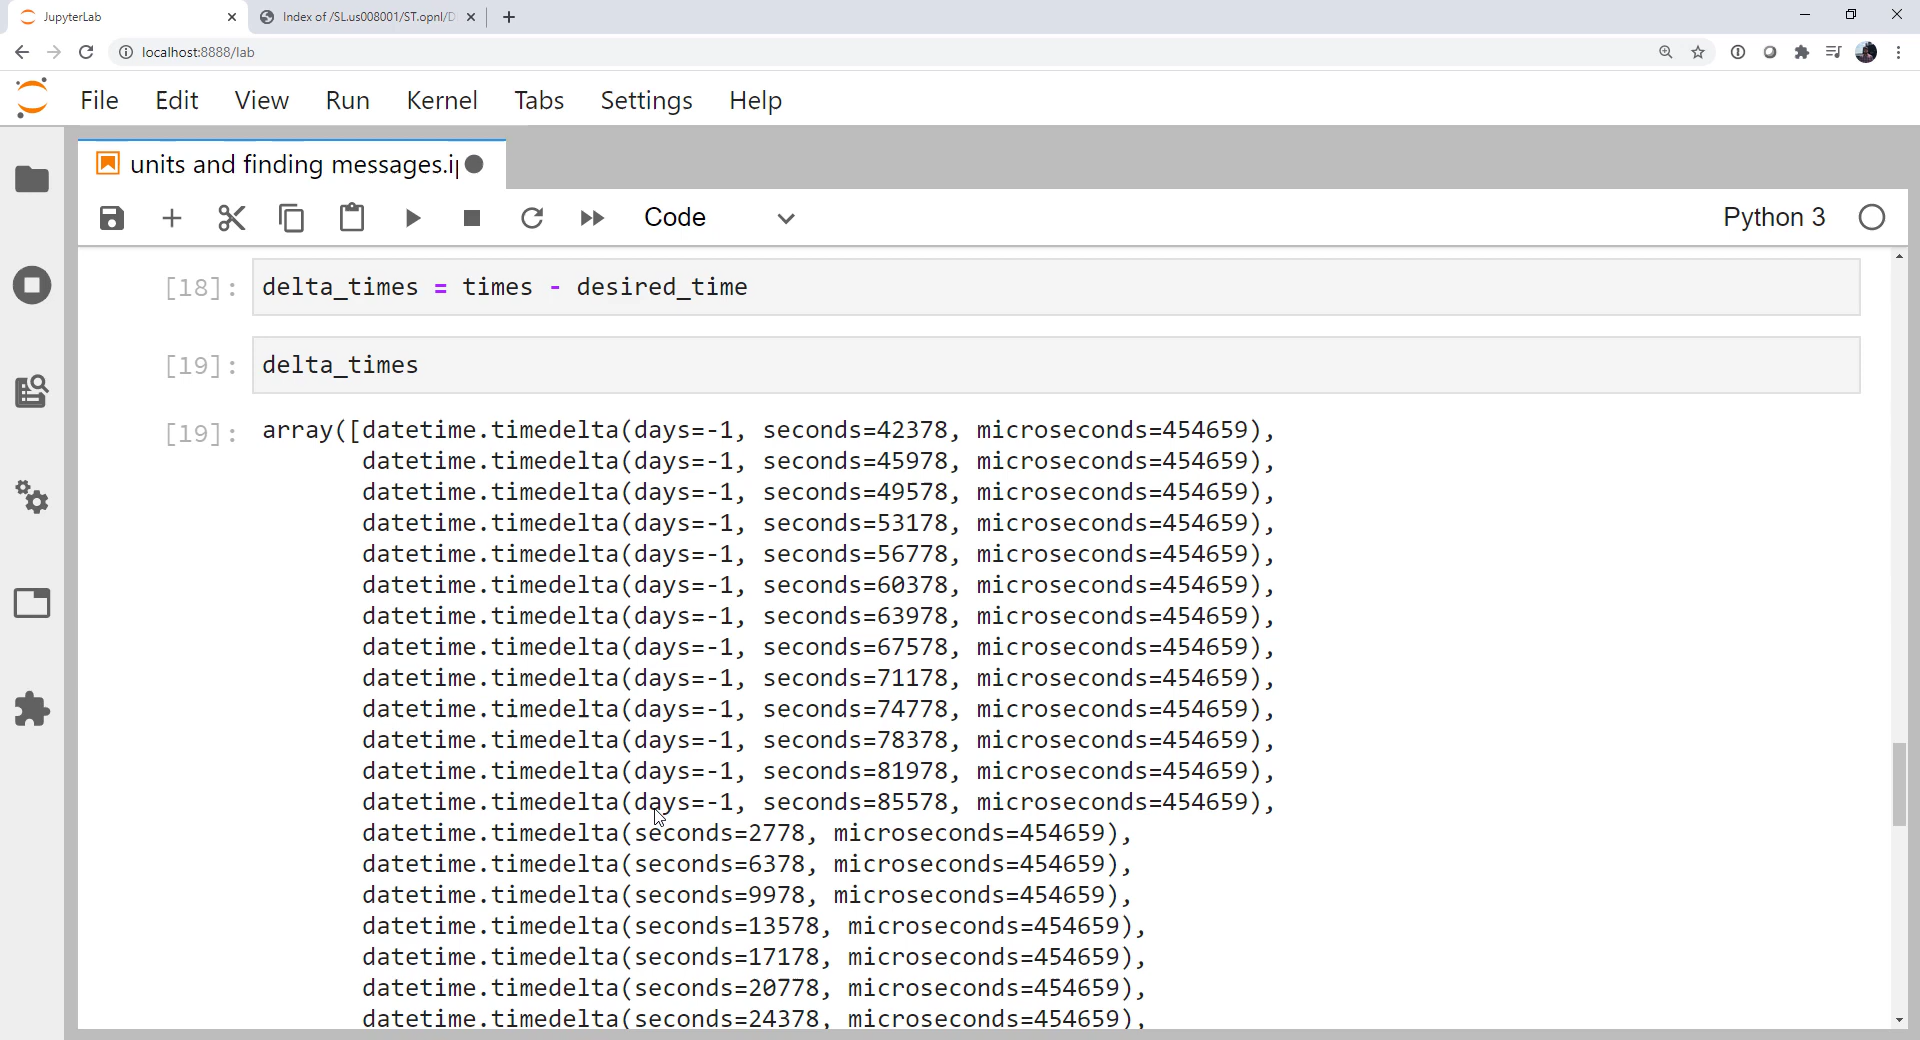 JupyterLab
Index of /SL.us008001/ST.opnl/D
localhost:8888/lab
File Edit View Run Kernel Tabs Settings Help
units and finding messages.i
Code
Python 3
[18]: delta_times = times - desired_time
[19]: delta_times
[19]: array([datetime.timedelta(days=-1, seconds=42378, microseconds=454659),
datetime.timedelta(days=-1, seconds=45978, microseconds=454659),
datetime.timedelta(days=-1, seconds=49578, microseconds=454659),
datetime.timedelta(days=-1, seconds=53178, microseconds=454659),
datetime.timedelta(days=-1, seconds=56778, microseconds=454659),
datetime.timedelta(days=-1, seconds=60378, microseconds=454659),
datetime.timedelta(days=-1, seconds=63978, microseconds=454659),
datetime.timedelta(days=-1, seconds=67578, microseconds=454659),
datetime.timedelta(days=-1, seconds=71178, microseconds=454659),
datetime.timedelta(days=-1, seconds=74778, microseconds=454659),
datetime.timedelta(days=-1, seconds=78378, microseconds=454659),
datetime.timedelta(days=-1, seconds=81978, microseconds=454659),
datetime.timedelta(days=-1, seconds=85578, microseconds=454659),
datetime.timedelta(seconds=2778, microseconds=454659),
datetime.timedelta(seconds=6378, microseconds=454659),
datetime.timedelta(seconds=9978, microseconds=454659),
datetime.timedelta(seconds=13578, microseconds=454659),
datetime.timedelta(seconds=17178, microseconds=454659),
datetime.timedelta(seconds=20778, microseconds=454659),
datetime.timedelta(seconds=24378, microseconds=454659),